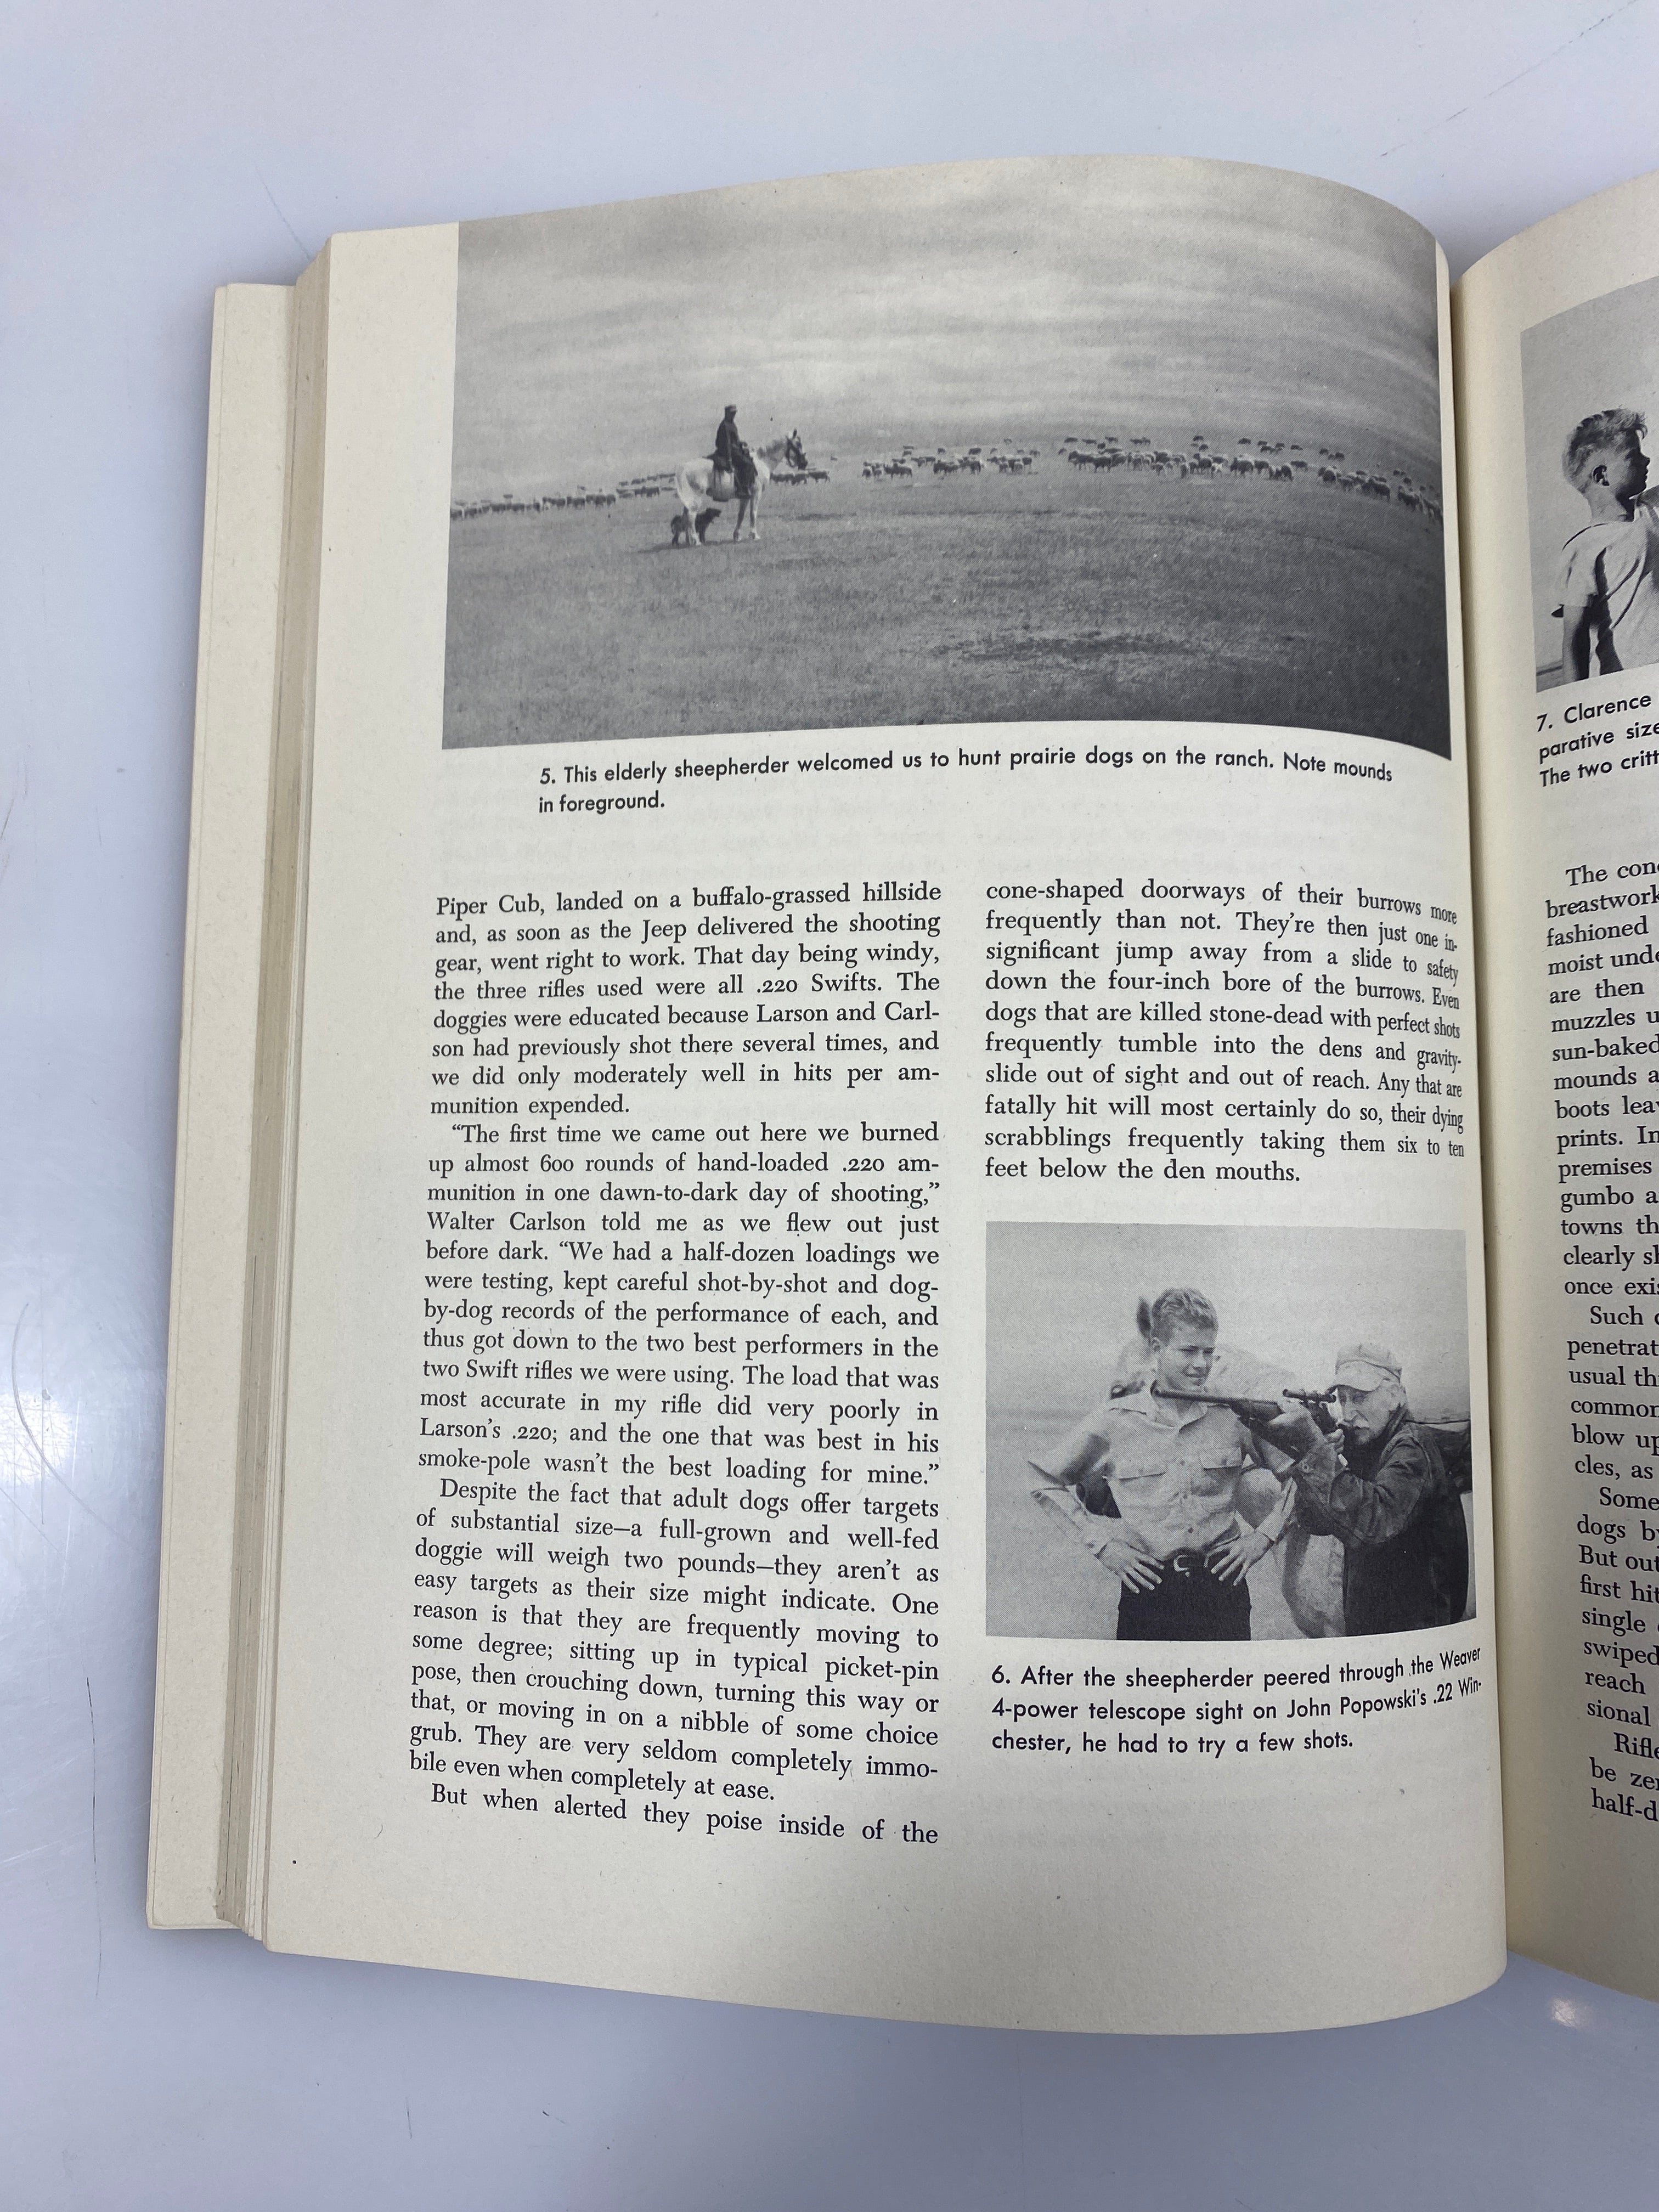 5. This elderly sheepherder welcomed us to hunt prairie dogs on the ranch. Note mounds
in foreground.
Piper Cub, landed on a buffalo-grassed hillside
and, as soon as the Jeep delivered the shooting
gear, went right to work. That day being windy,
the three rifles used were all .220 Swifts. The
doggies were educated because Larson and Carl-
son had previously shot there several times, and
we did only moderately well in hits per am-
munition expended.
“The first time we came out here we burned
up almost 600 rounds of hand-loaded .220 am-
munition in one dawn-to-dark day of shooting,”
Walter Carlson told me as we flew out just
before dark. “We had a half-dozen loadings we
were testing, kept careful shot-by-shot and dog-
by-dog records of the performance of each, and
thus got down to the two best performers in the
two Swift rifles we were using. The load that was
most accurate in my rifle did very poorly in
Larson’s .220; and the one that was best in his
smoke-pole wasn’t the best loading for mine.”
Despite the fact that adult dogs offer targets
of substantial size—a full-grown and well-fed
doggie will weigh two pounds—they aren’t as
easy targets as their size might indicate. One
reason is that they are frequently moving to
some degree; sitting up in typical picket-pin
pose, then crouching down, turning this way or
that, or moving in on a nibble of some choice
grub. They are very seldom completely immo-
bile even when completely at ease.
But when alerted they poise inside of the
cone-shaped doorways of their burrows more
frequently than not. They’re then just one in-
significant jump away from a slide to safety
down the four-inch bore of the burrows. Even
dogs that are killed stone-dead with perfect shots
frequently tumble into the dens and gravity-
slide out of sight and out of reach. Any that are
fatally hit will most certainly do so, their dying
scrabblings frequently taking them six to ten
feet below the den mouths.
6. After the sheepherder peered through the Weaver
4-power telescope sight on John Popowski’s .22 Win-
chester, he had to try a few shots.
7. Clarence
parative size
The two
The
fashioned
moist
are then
muzzles
sun-baked
mounds
boots
prints. In
premises
gumbo
towns
clearly
once
Such
usual
blow
as
Some
dogs
But
first
single
swiped
reach
sional
be